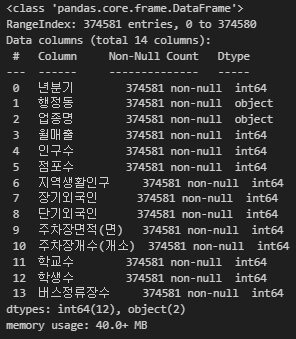 <class 'pandas.core.frame.DataFrame'>
RangeIndex: 374581 entries, 0 to 374580
Data columns (total 14 columns):
 #   Column      Non-Null Count   Dtype
---  ------      --------------   -----
 0   년분기         374581 non-null  int64
 1   행정동         374581 non-null  object
 2   업종명         374581 non-null  object
 3   월매출         374581 non-null  int64
 4   인구수         374581 non-null  int64
 5   점포수         374581 non-null  int64
 6   지역생활인구      374581 non-null  int64
 7   장기외국인       374581 non-null  int64
 8   단기외국인       374581 non-null  int64
 9   주차장면적(면)    374581 non-null  int64
 10  주차장개수(개소)   374581 non-null  int64
 11  학교수         374581 non-null  int64
 12  학생수         374581 non-null  int64
 13  버스정류장수      374581 non-null  int64
dtypes: int64(12), object(2)
memory usage: 40.0+ MB